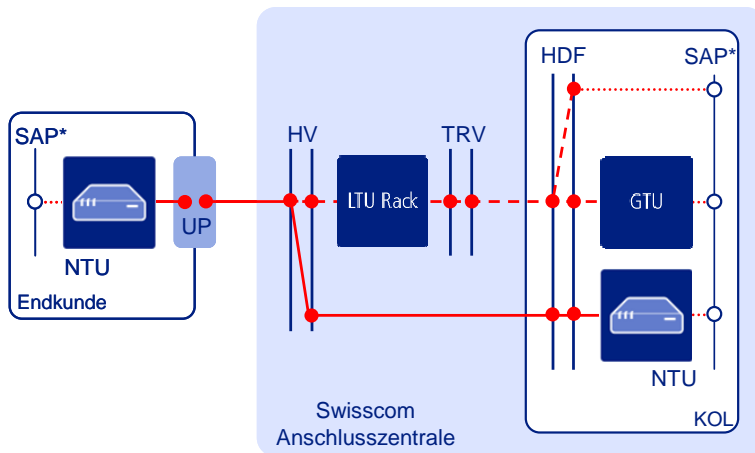 HDF
SAP*
SAP*
HV
TRV
LTU Rack
GTU
UP
NTU
Endkunde
NTU
Swisscom
Anschlusszentrale
KOL